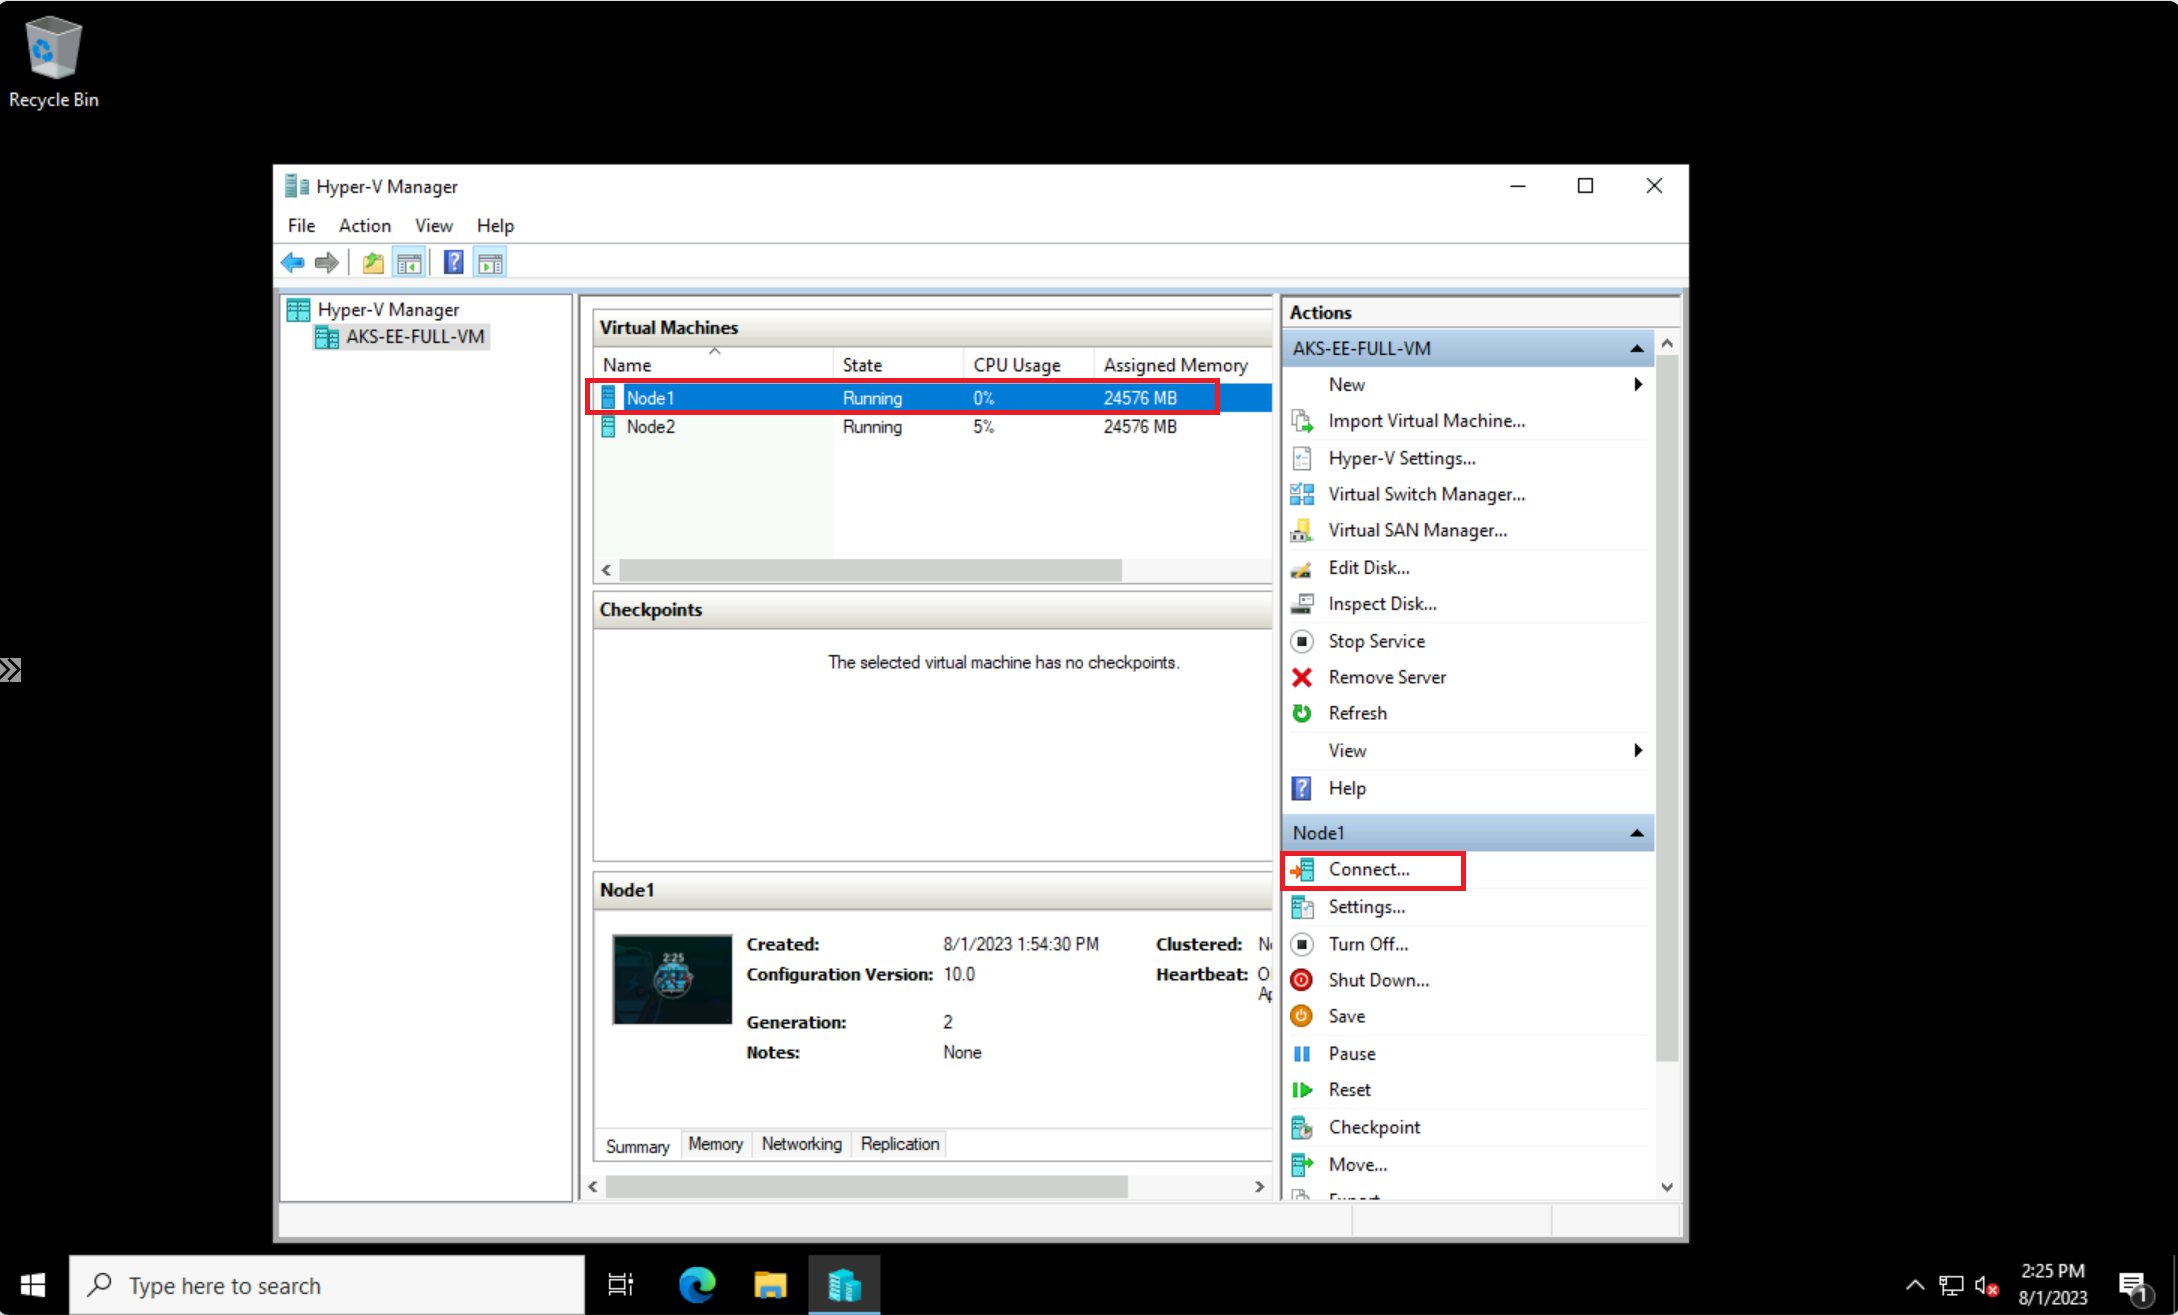 Recycle Bin
Hyper-V Manager
File Action View Help
Hyper-V Manager
AKS-EE-FULL-VM
Virtual Machines
Name State CPU Usage Assigned Memory
Node1 Running 0% 24576 MB
Node2 Running 5% 24576 MB
Checkpoints
The selected virtual machine has no checkpoints.
Node1
2:25
Created: 8/1/2023 1:54:30 PM Clustered:
Configuration Version: 10.0 Heartbeat:
Generation: 2
Notes: None
Summary Memory Networking Replication
Actions
AKS-EE-FULL-VM
New
Import Virtual Machine...
Hyper-V Settings...
Virtual Switch Manager...
Virtual SAN Manager...
Edit Disk...
Inspect Disk...
Stop Service
Remove Server
Refresh
View
Help
Node1
Connect...
Settings...
Turn Off...
Shut Down...
Save
Pause
Reset
Checkpoint
Move...
Type here to search
2:25 PM
8/1/2023
1